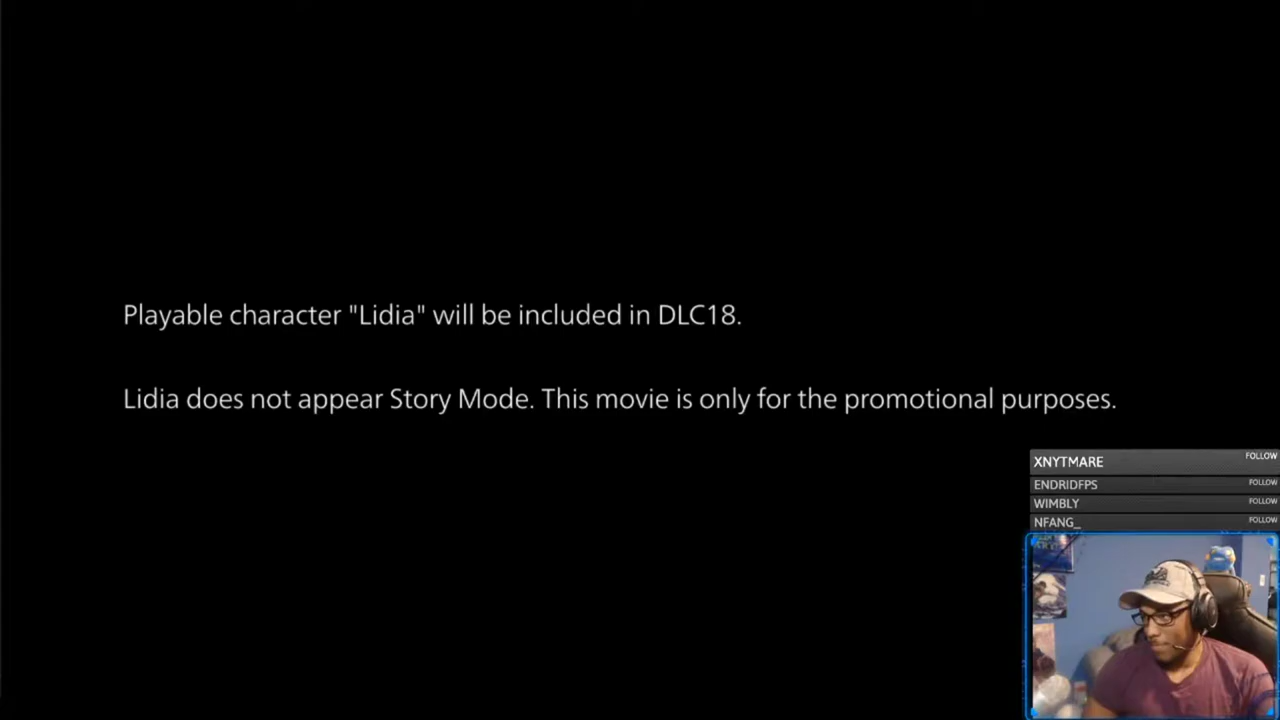 Playable character "Lidia" will be included in DLC18.
Lidia does not appear Story Mode. This movie is only for the promotional purposes.
XNYTMARE FOLLOW
ENDRIDFPS FOLLOW
WIMBLY FOLLOW
NFANG_ FOLLOW